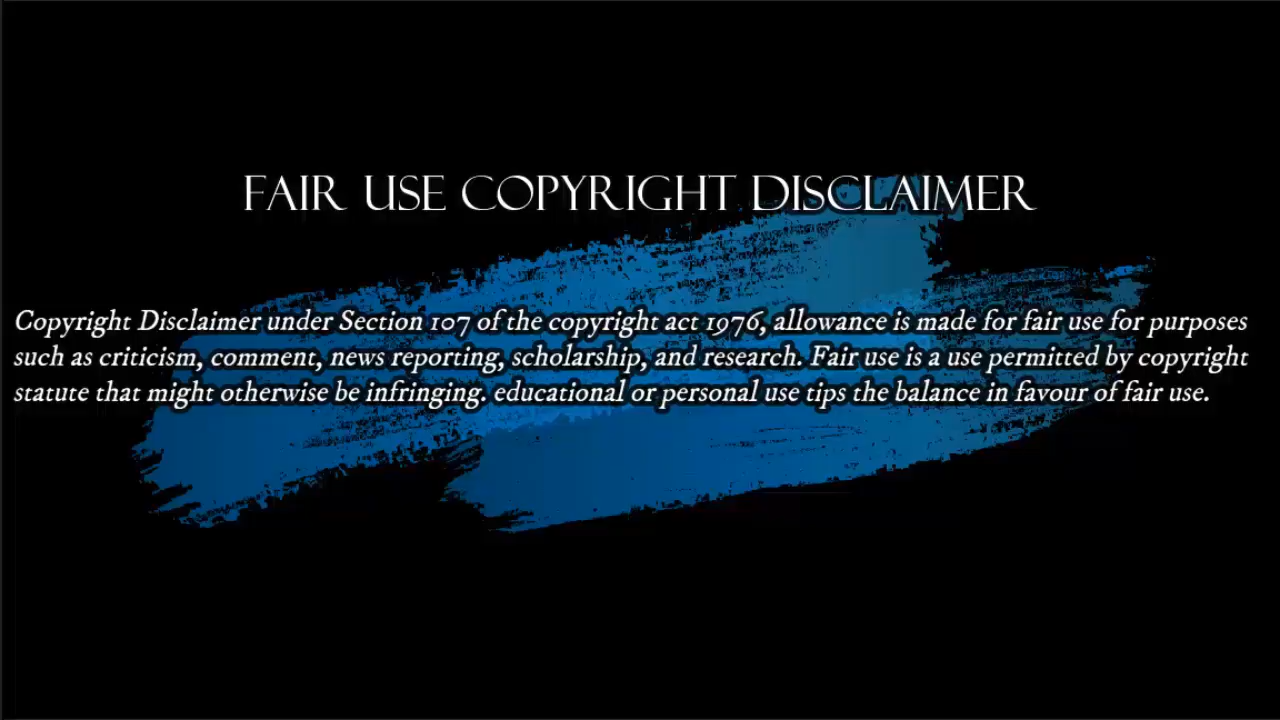 FAIR USE COPYRIGHT DISCLAIMER
Copyright Disclaimer under Section 107 of the copyright act 1976, allowance is made for fair use for purposes
such as criticism, comment, news reporting, scholarship, and research. Fair use is a use permitted by copyright
statute that might otherwise be infringing. educational or personal use tips the balance in favour of fair use.